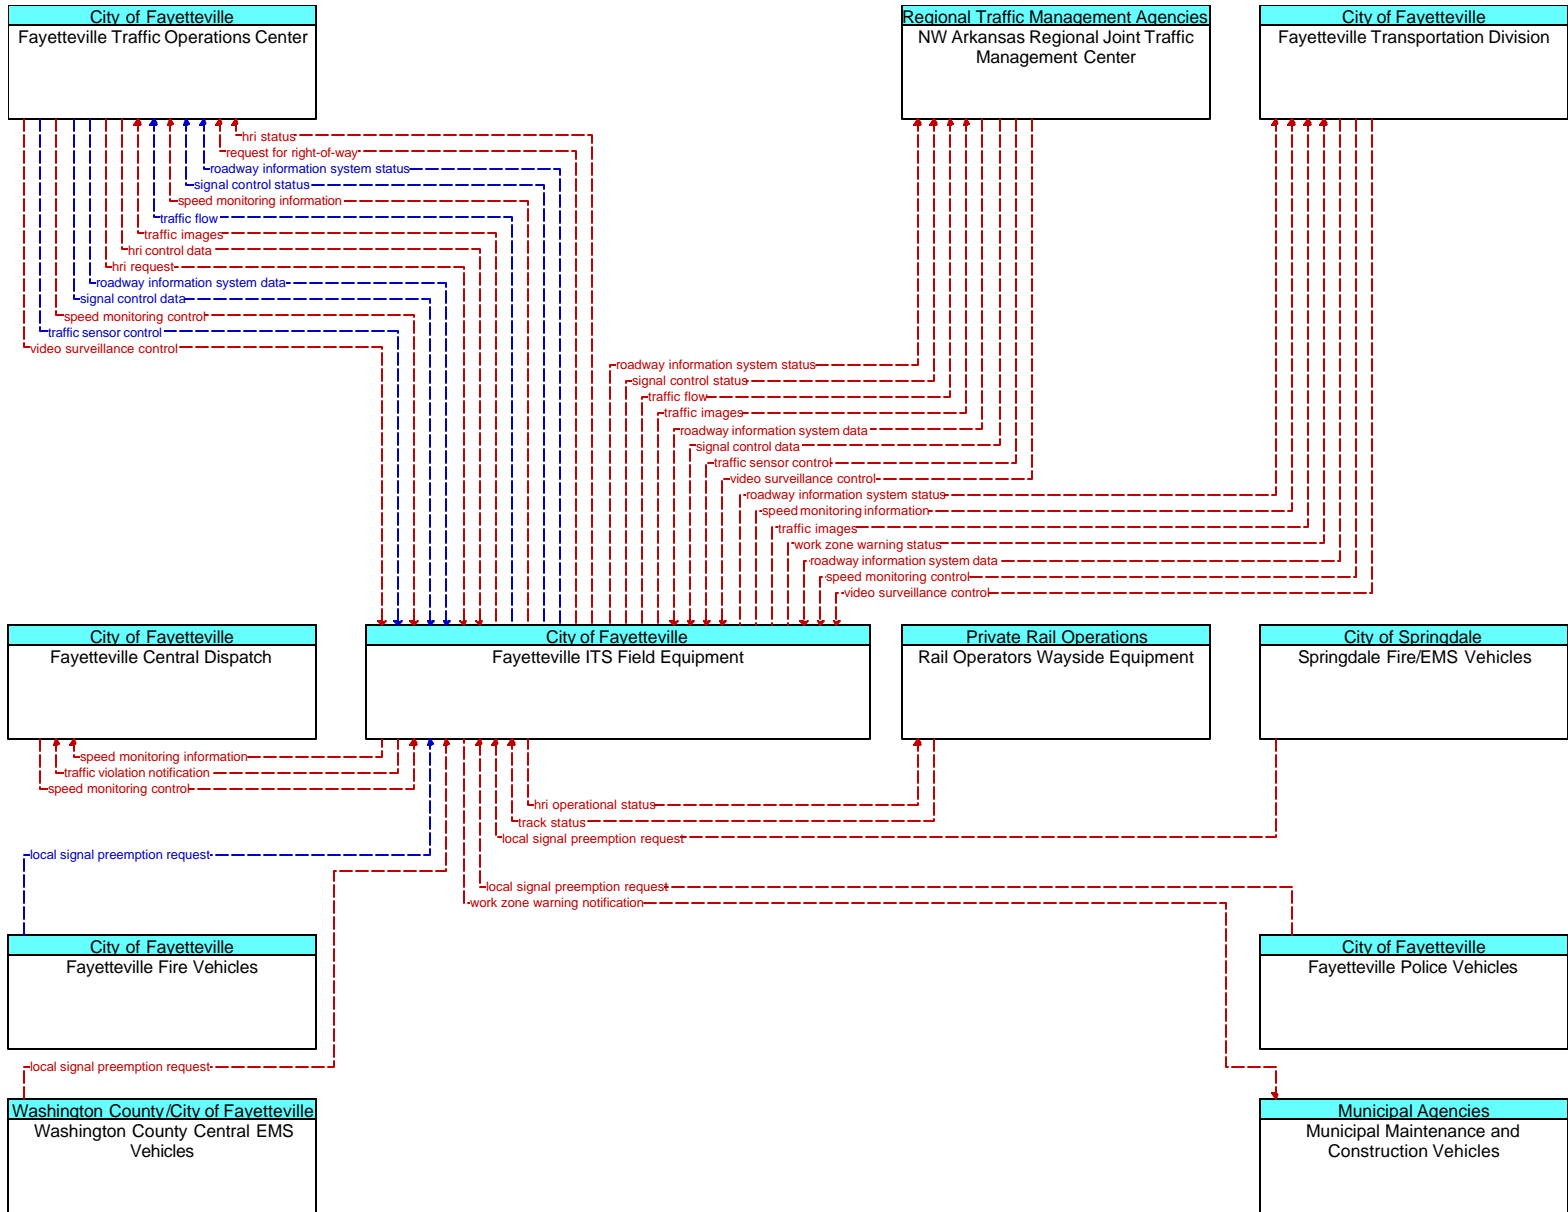 City of Fayetteville
Fayetteville Traffic Operations Center
Regional Traffic Management Agencies
NW Arkansas Regional Joint Traffic
Management Center
City of Fayetteville
Fayetteville Transportation Division
hri status
request for right-of-way
roadway information system status
signal control status
speed monitoring information
traffic flow
traffic images
hri control data
hri request
roadway information system data
signal control data
speed monitoring control
traffic sensor control
video surveillance control
roadway information system status
signal control status
traffic flow
traffic images
roadway information system data
signal control data
traffic sensor control
video surveillance control
roadway information system status
speed monitoring information
traffic images
work zone warning status
roadway information system data
speed monitoring control
video surveillance control
City of Fayetteville
Fayetteville Central Dispatch
City of Fayetteville
Fayetteville ITS Field Equipment
Private Rail Operations
Rail Operators Wayside Equipment
City of Springdale
Springdale Fire/EMS Vehicles
speed monitoring information
traffic violation notification
speed monitoring control
hri operational status
track status
local signal preemption request
local signal preemption request
local signal preemption request
work zone warning notification
City of Fayetteville
Fayetteville Fire Vehicles
City of Fayetteville
Fayetteville Police Vehicles
local signal preemption request
Washington County/City of Fayetteville
Washington County Central EMS
Vehicles
Municipal Agencies
Municipal Maintenance and
Construction Vehicles